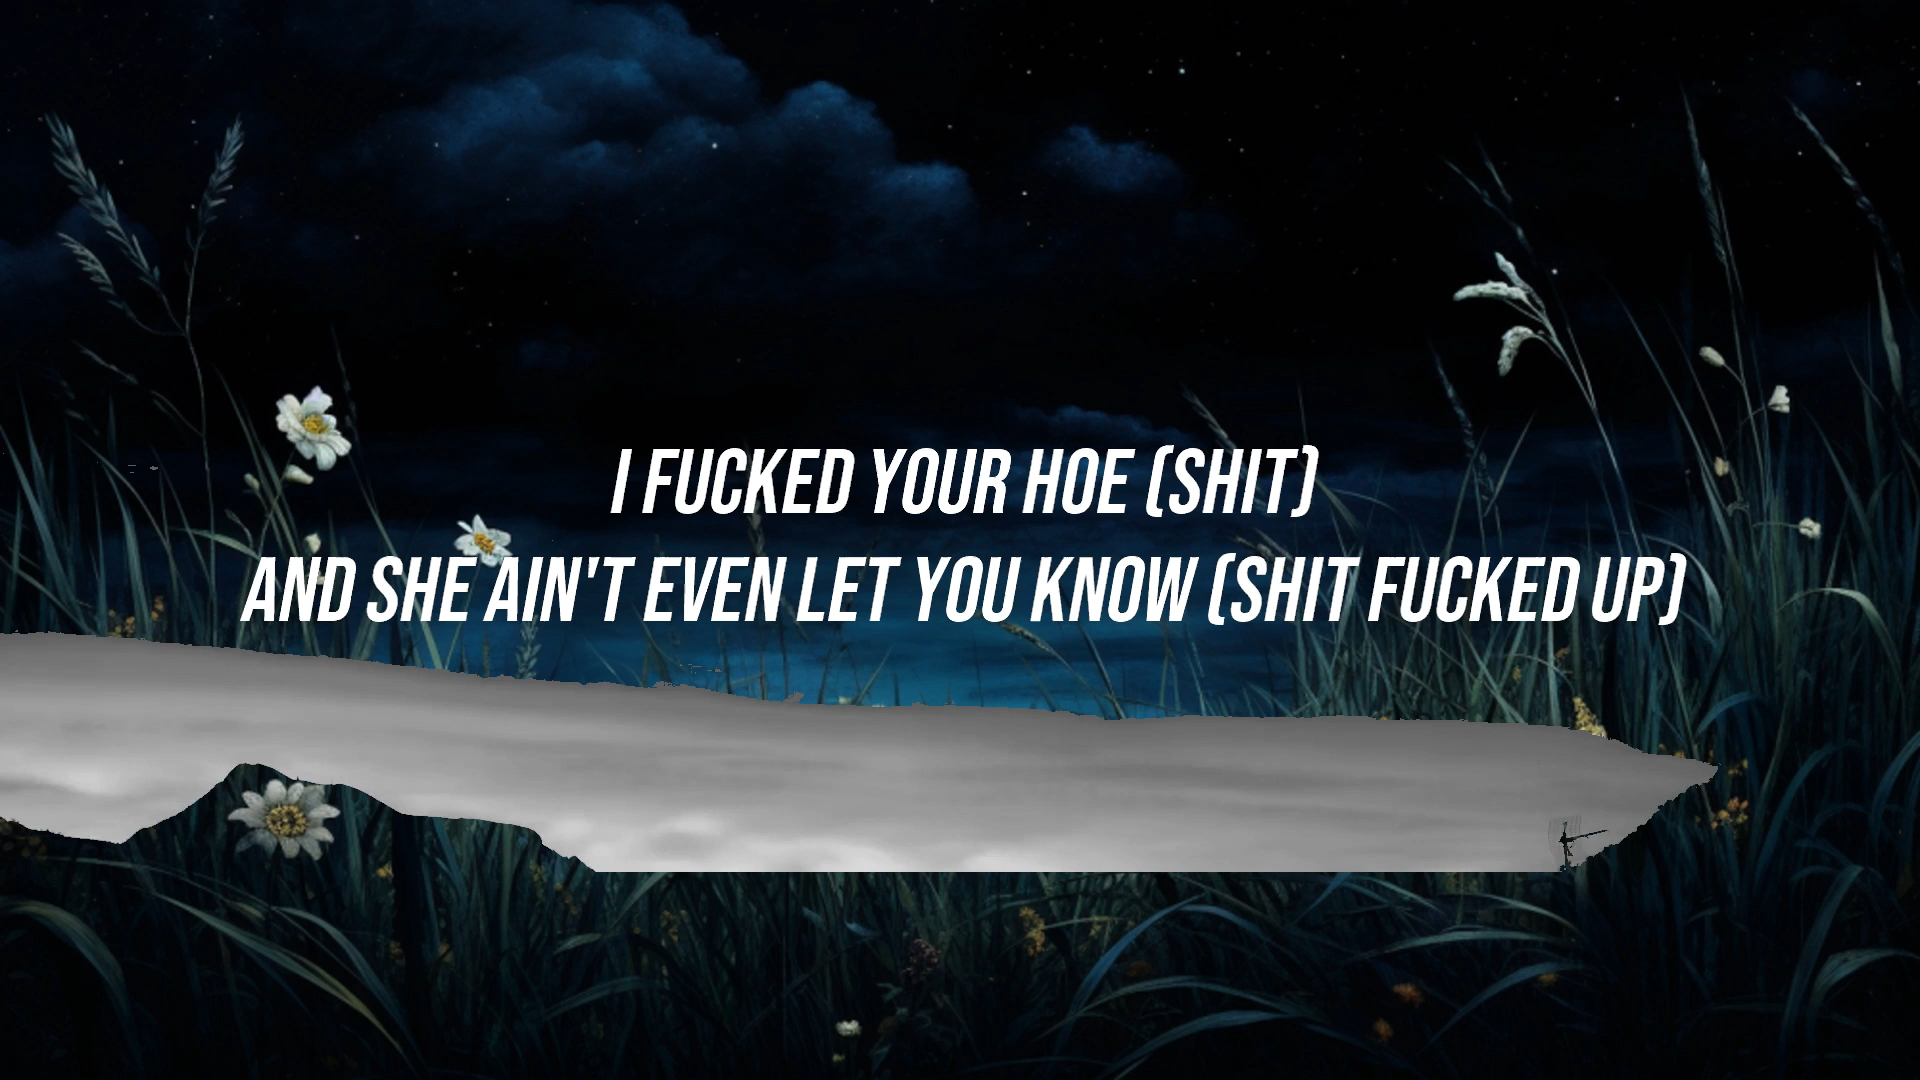 I FUCKED YOUR HOE (SHIT)
AND SHE AIN'T EVEN LET YOU KNOW (SHIT FUCKED UP)